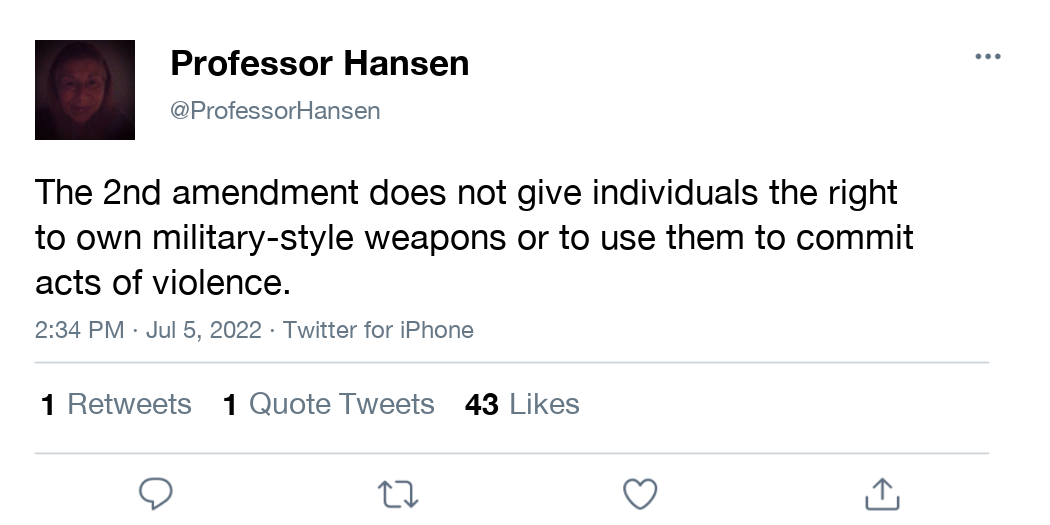 Professor Hansen
@ProfessorHansen
The 2nd amendment does not give individuals the right
to own military-style weapons or to use them to commit
acts of violence.
2:34 PM · Jul 5, 2022 · Twitter for iPhone
1 Retweets 1 Quote Tweets 43 Likes